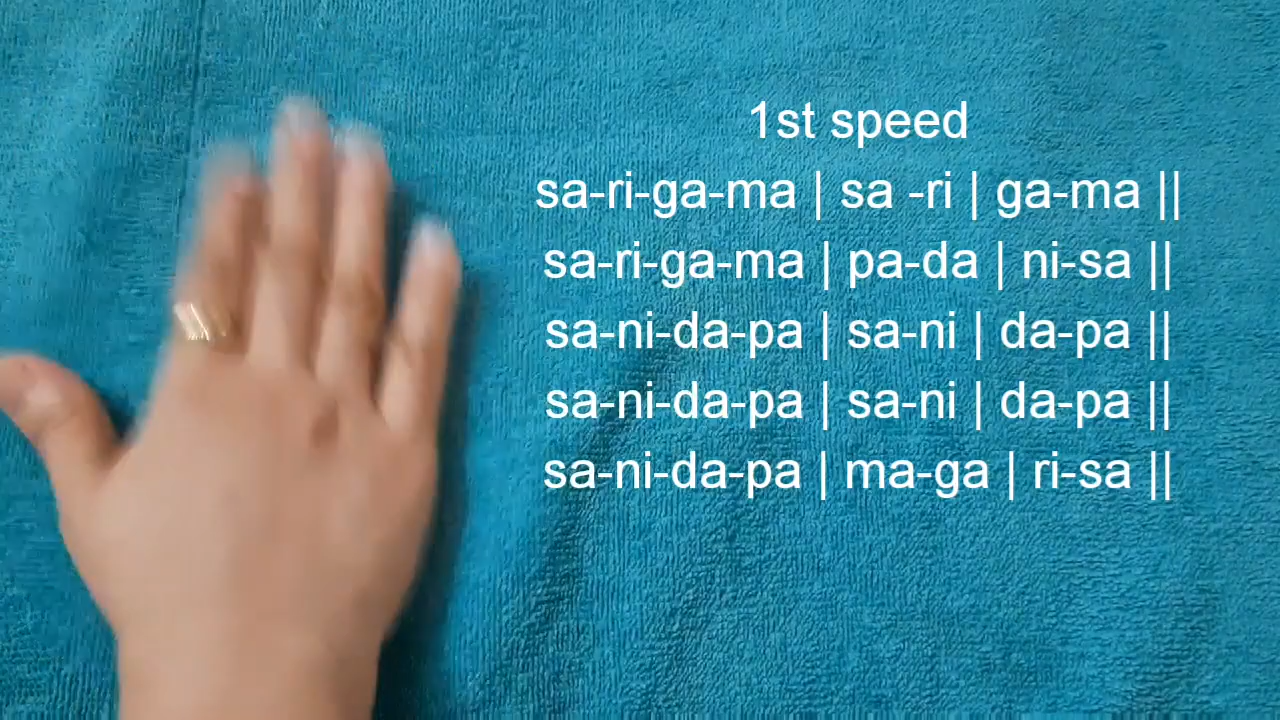 1st speed
sa-ri-ga-ma | sa -ri | ga-ma ||
sa-ri-ga-ma | pa-da | ni-sa ||
sa-ni-da-pa | sa-ni | da-pa ||
sa-ni-da-pa | sa-ni | da-pa ||
sa-ni-da-pa | ma-ga | ri-sa ||